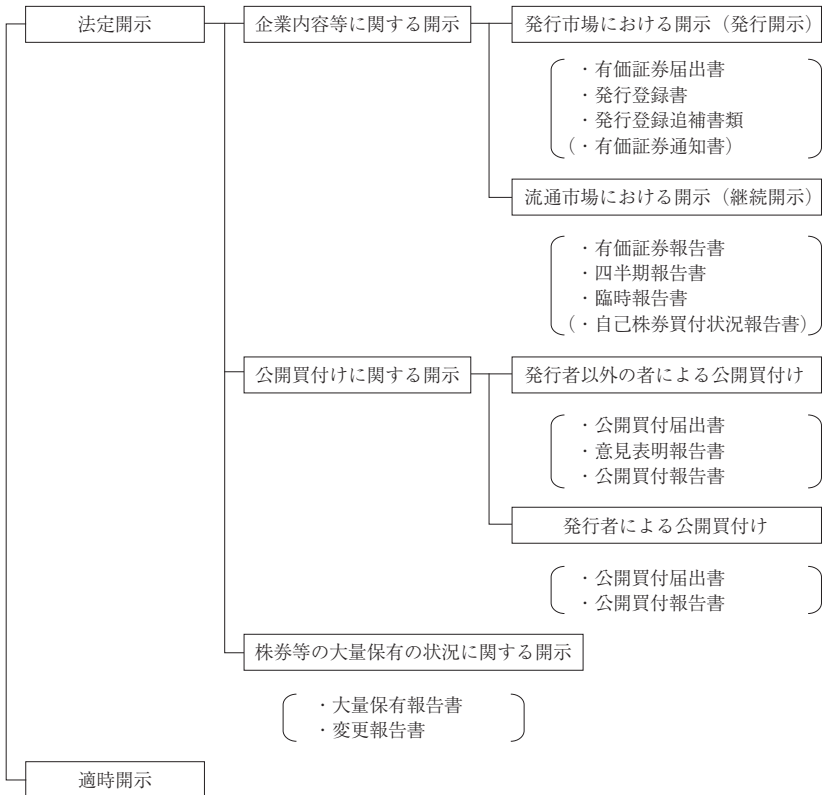 法定開示
企業内容等に関する開示
発行市場における開示（発行開示）
・有価証券届出書
・発行登録書
・発行登録追補書類
（・有価証券通知書）
流通市場における開示（継続開示）
・有価証券報告書
・四半期報告書
・臨時報告書
（・自己株券買付状況報告書）
公開買付けに関する開示
発行者以外の者による公開買付け
・公開買付届出書
・意見表明報告書
・公開買付報告書
発行者による公開買付け
・公開買付届出書
・公開買付報告書
株券等の大量保有の状況に関する開示
・大量保有報告書
・変更報告書
適時開示